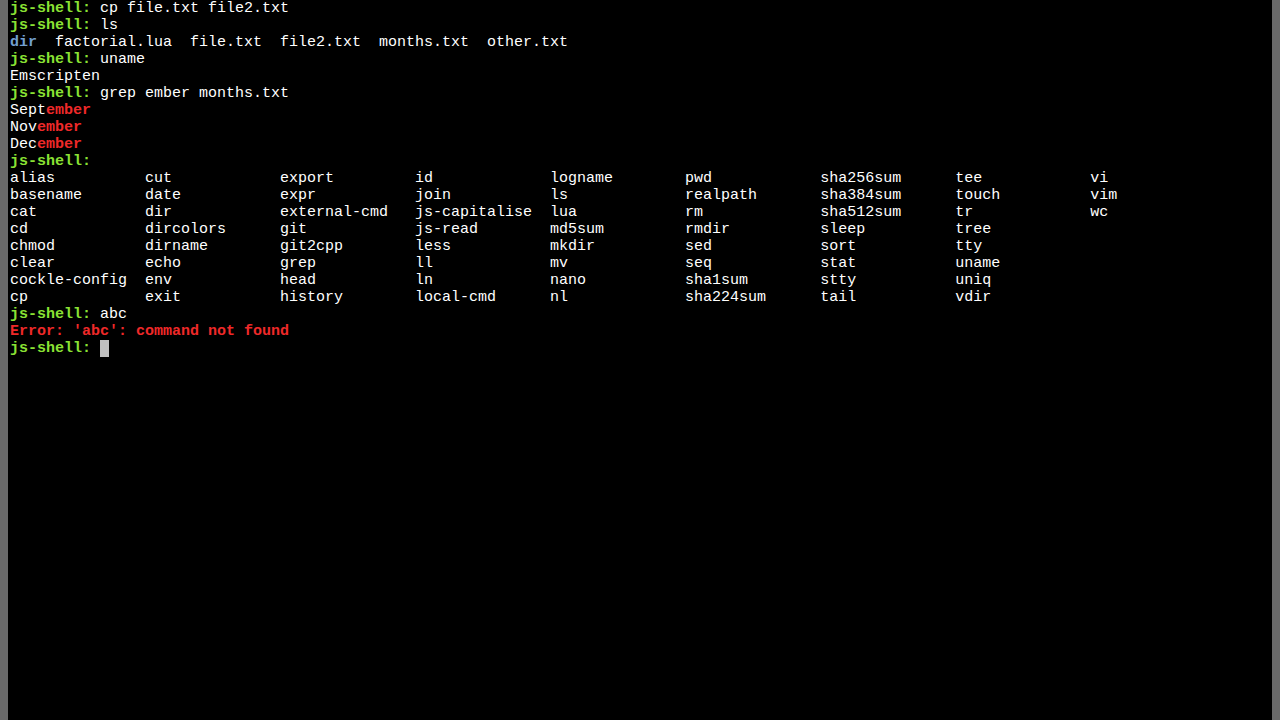 js-shell: cp file.txt file2.txt
js-shell: ls
dir  factorial.lua  file.txt  file2.txt  months.txt  other.txt
js-shell: uname
Emscripten
js-shell: grep ember months.txt
September
November
December
js-shell:
alias          cut            export         id             logname        pwd            sha256sum      tee            vi
basename       date           expr           join           ls             realpath       sha384sum      touch          vim
cat            dir            external-cmd   js-capitalise  lua            rm             sha512sum      tr             wc
cd             dircolors      git            js-read        md5sum         rmdir          sleep          tree
chmod          dirname        git2cpp        less           mkdir          sed            sort           tty
clear          echo           grep           ll             mv             seq            stat           uname
cockle-config  env            head           ln             nano           sha1sum        stty           uniq
cp             exit           history        local-cmd      nl             sha224sum      tail           vdir
js-shell: abc
Error: 'abc': command not found
js-shell: